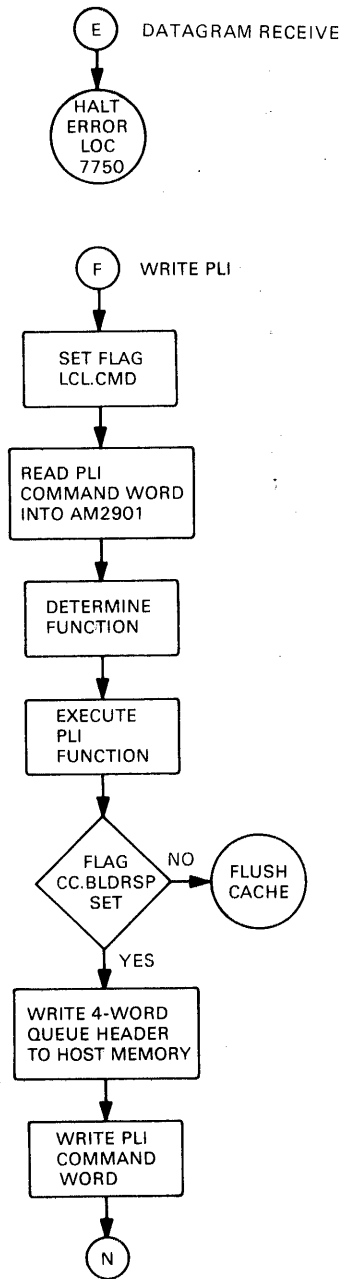 E DATAGRAM RECEIVE
HALT
ERROR
LOC
7750
F WRITE PLI
SET FLAG
LCL.CMD
READ PLI
COMMAND WORD
INTO AM2901
DETERMINE
FUNCTION
EXECUTE
PLI
FUNCTION
FLAG
CC.BLDRSP
SET
NO
FLUSH
CACHE
YES
WRITE 4-WORD
QUEUE HEADER
TO HOST MEMORY
WRITE PLI
COMMAND
WORD
N